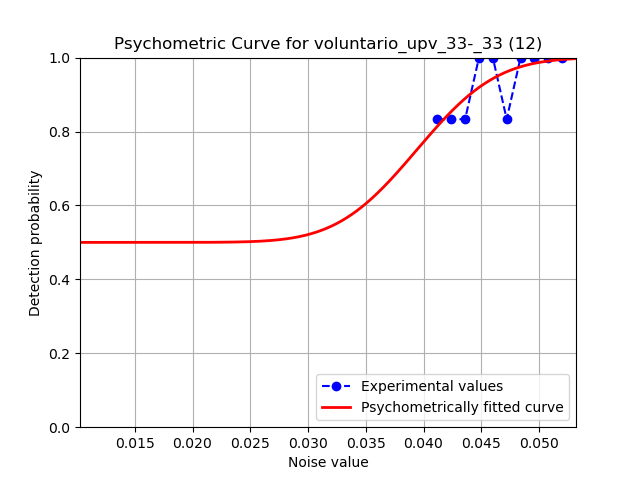 Psychometric Curve for voluntario_upv_33-_33 (12)
Detection probability
1.0
0.8
0.6
0.4
0.2
0.0
Experimental values
Psychometrically fitted curve
0.015 0.020 0.025 0.030 0.035 0.040 0.045 0.050
Noise value